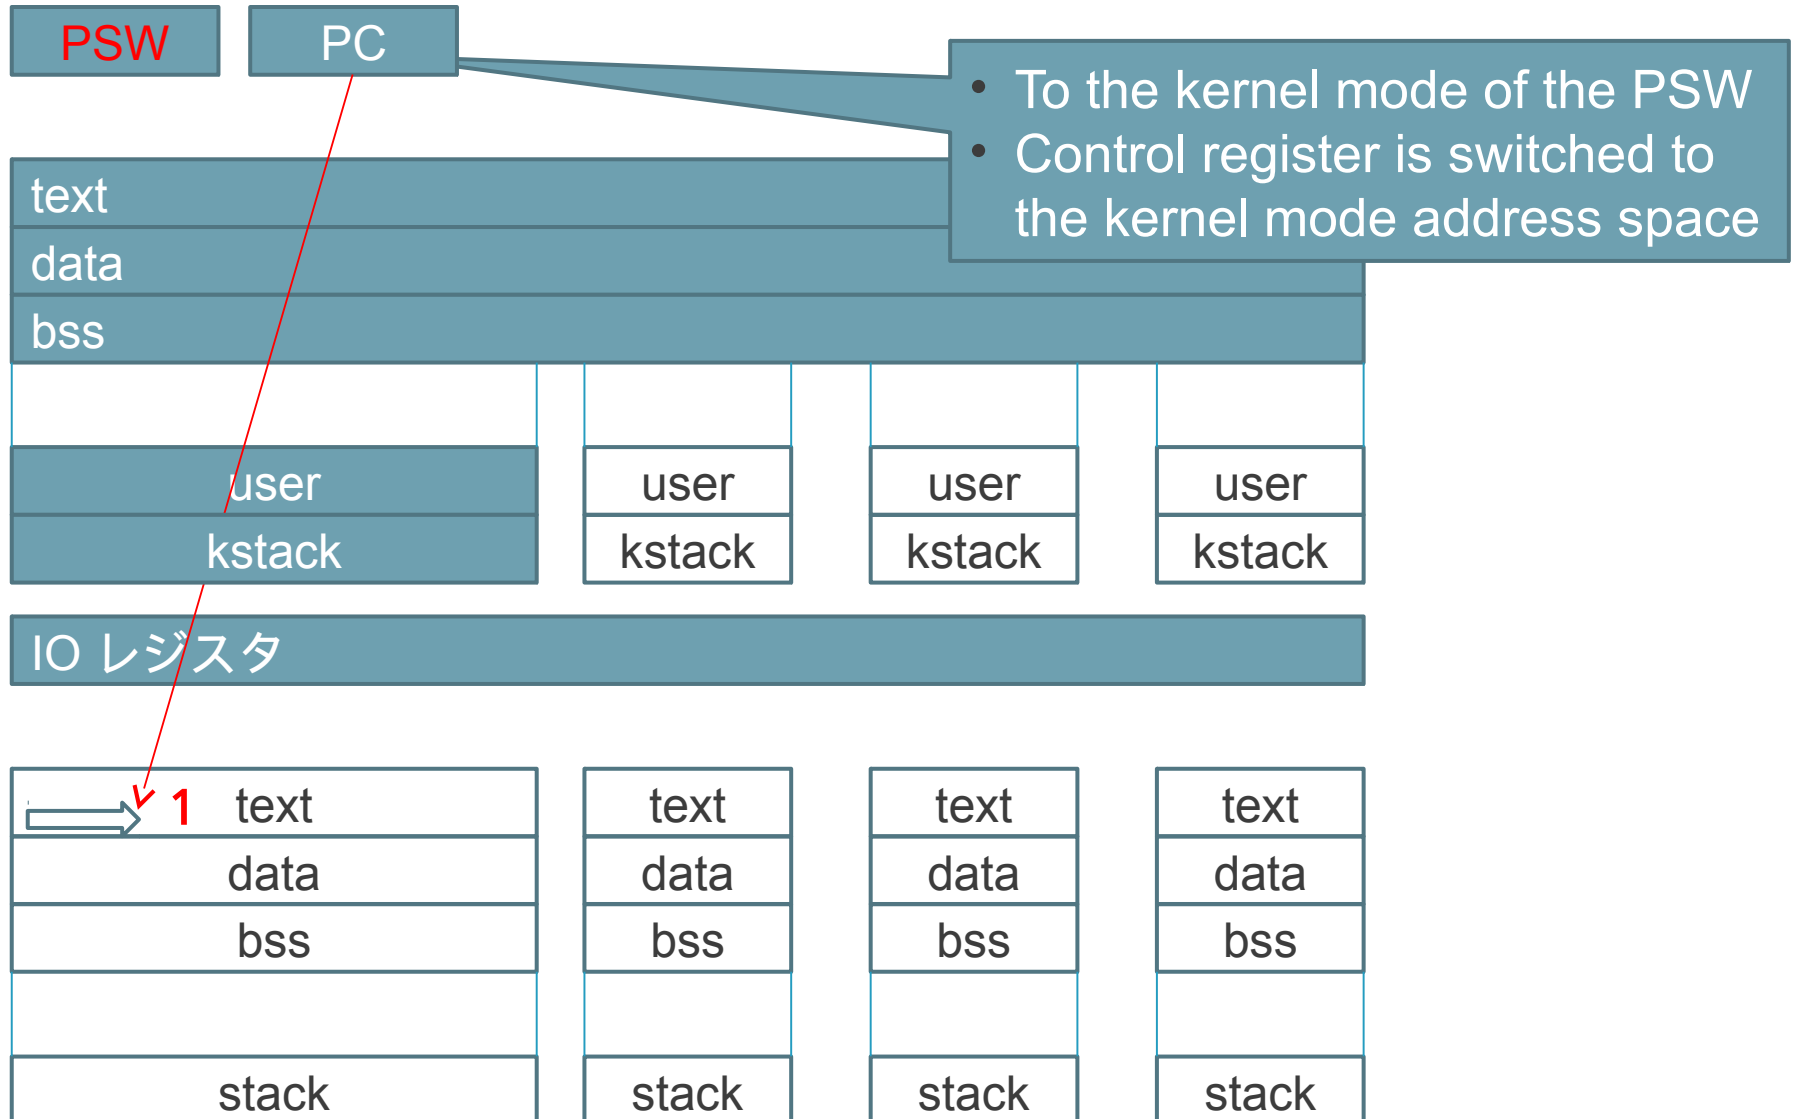 PSW PC
• To the kernel mode of the PSW
• Control register is switched to
the kernel mode address space
text
data
bss
user user user user
kstack kstack kstack kstack
IO レジスタ
1 text text text text
data data data data
bss bss bss bss
stack stack stack stack